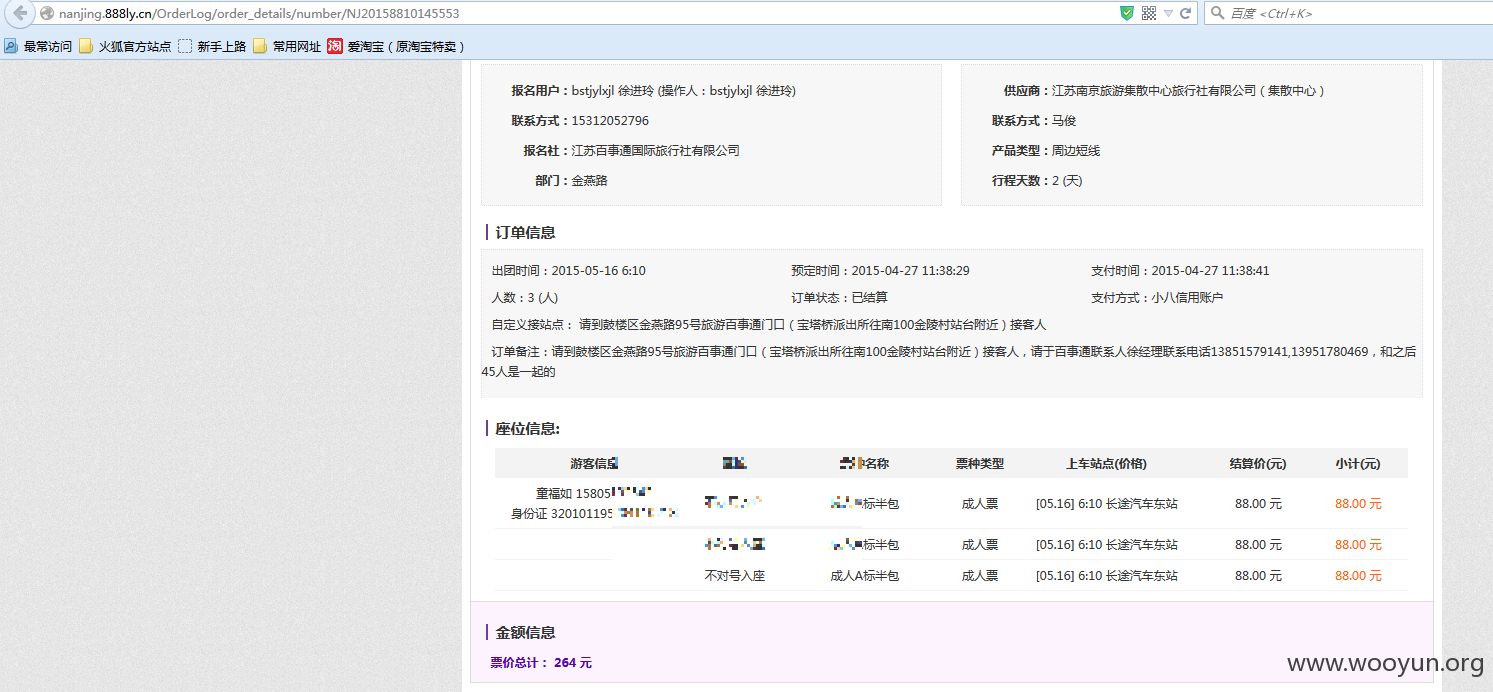 nanjing.888ly.cn/OrderLog/order_details/number/NJ20158810145553
百度 <Ctrl+K>
最常访问 火狐官方站点 新手上路 常用网址 淘 爱淘宝（原淘宝特卖）
报名用户：bstjylxjl 徐进玲 (操作人：bstjylxjl 徐进玲)
联系方式：15312052796
报名社：江苏百事通国际旅行社有限公司
部门：金燕路
供应商：江苏南京旅游集散中心旅行社有限公司（集散中心）
联系方式：马俊
产品类型：周边短线
行程天数：2 (天)
订单信息
出团时间：2015-05-16 6:10 预定时间：2015-04-27 11:38:29 支付时间：2015-04-27 11:38:41
人数：3 (人) 订单状态：已结算 支付方式：小八信用账户
自定义接站点： 请到鼓楼区金燕路95号旅游百事通门口（宝塔桥派出所往南100金陵村站台附近）接客人
订单备注：请到鼓楼区金燕路95号旅游百事通门口（宝塔桥派出所往南100金陵村站台附近）接客人，请于百事通联系人徐经理联系电话13851579141,13951780469，和之后
45人是一起的
座位信息:
游客信息 名称 票种类型 上车站点(价格) 结算价(元) 小计(元)
童福如 15805
身份证 320101195
标半包 成人票 [05.16] 6:10 长途汽车东站 88.00 元 88.00 元
标半包 成人票 [05.16] 6:10 长途汽车东站 88.00 元 88.00 元
不对号入座 成人A标半包 成人票 [05.16] 6:10 长途汽车东站 88.00 元 88.00 元
金额信息
票价总计： 264 元
www.wooyun.org